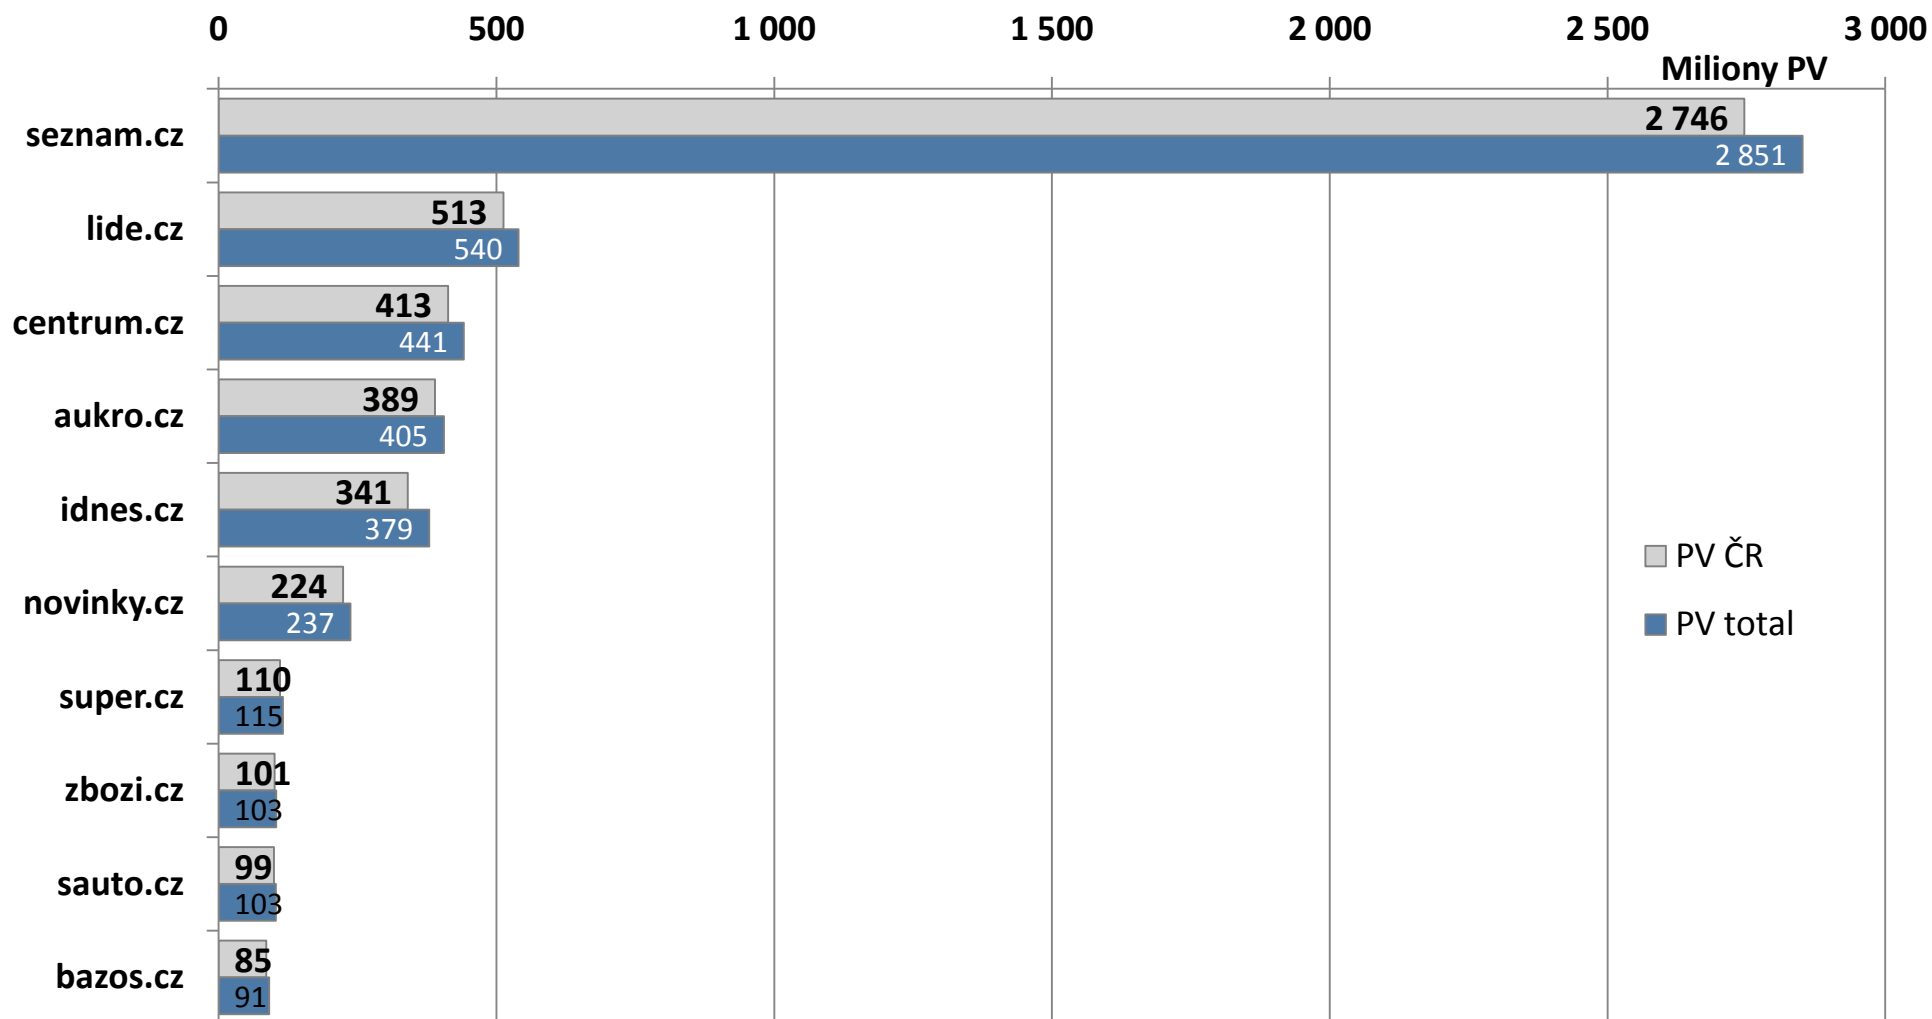 0 500 1 000 1 500 2 000 2 500 3 000
Miliony PV
seznam.cz
2 746
2 851
lide.cz
513
540
centrum.cz
413
441
aukro.cz
389
405
idnes.cz
341
379
novinky.cz
224
237
super.cz
110
115
zbozi.cz
101
103
sauto.cz
99
103
bazos.cz
85
91
PV ČR
PV total